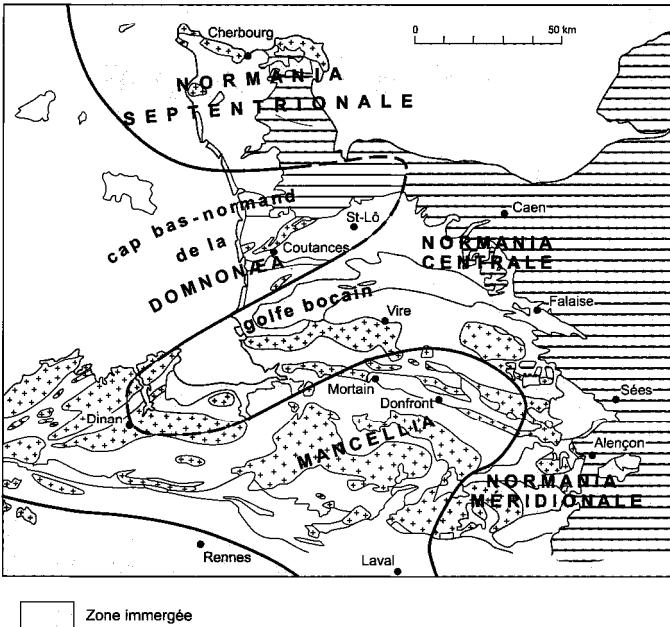 Cherbourg
0 50 km
NORMANIA
SEPTENTRIONALE
cap bas-normand
de la
DOMNONÆA
St-Lô
Coutances
Caen
NORMANIA
CENTRALE
golfe bocain
Vire
Falaise
Mortain
Donfront
Sées
Dinan
MANCELLIA
Alençon
NORMANIA
MÉRIDIONALE
Rennes
Laval
Zone immergée